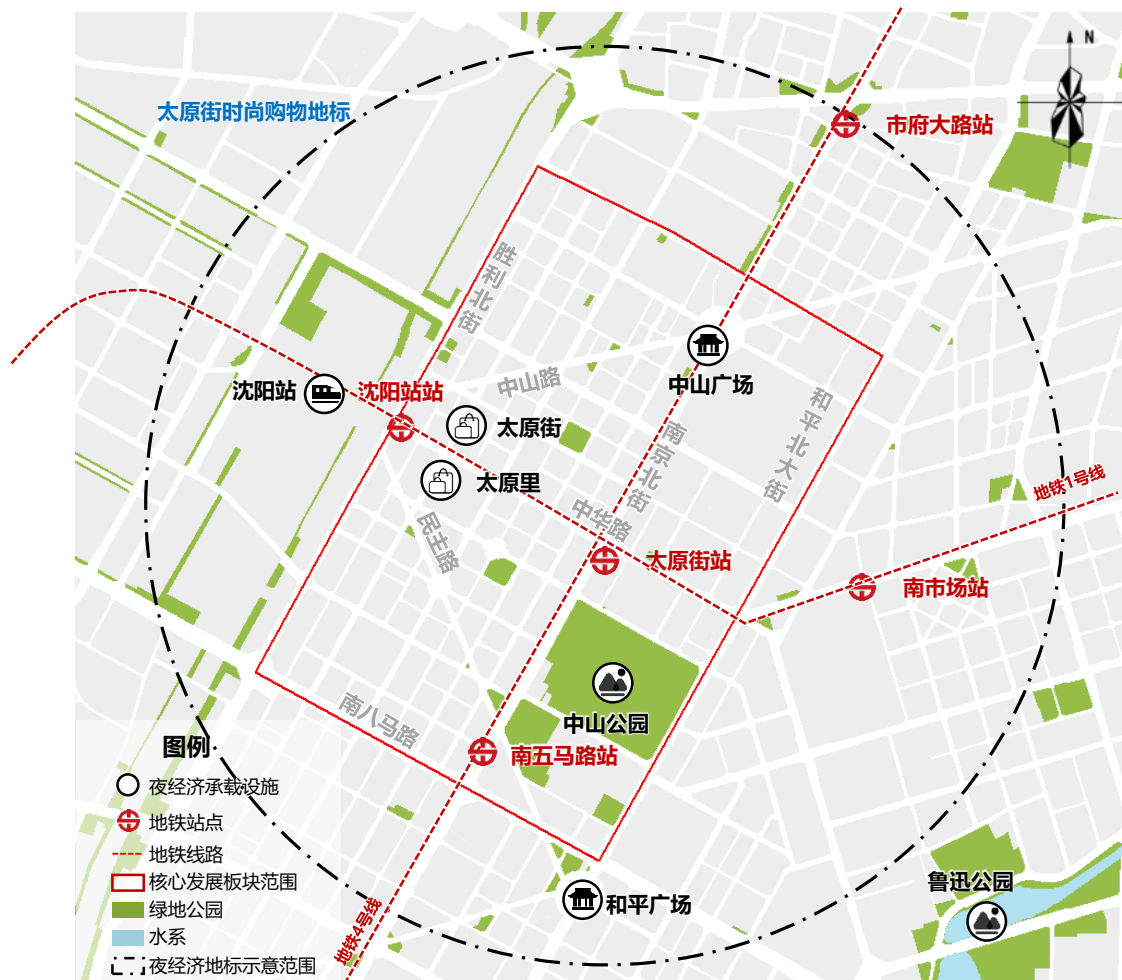 N
太原街时尚购物地标
市府大路站
胜利北街
中山广场
沈阳站
沈阳站站
中山路
和平北大街
太原街
南京北街
太原里
地铁1号线
中华路
民主路
太原街站
南市场站
中山公园
南八马路
南五马路站
图例
夜经济承载设施
地铁站点
地铁线路
核心发展板块范围
绿地公园
水系
夜经济地标示意范围
地铁4号线
和平广场
鲁迅公园